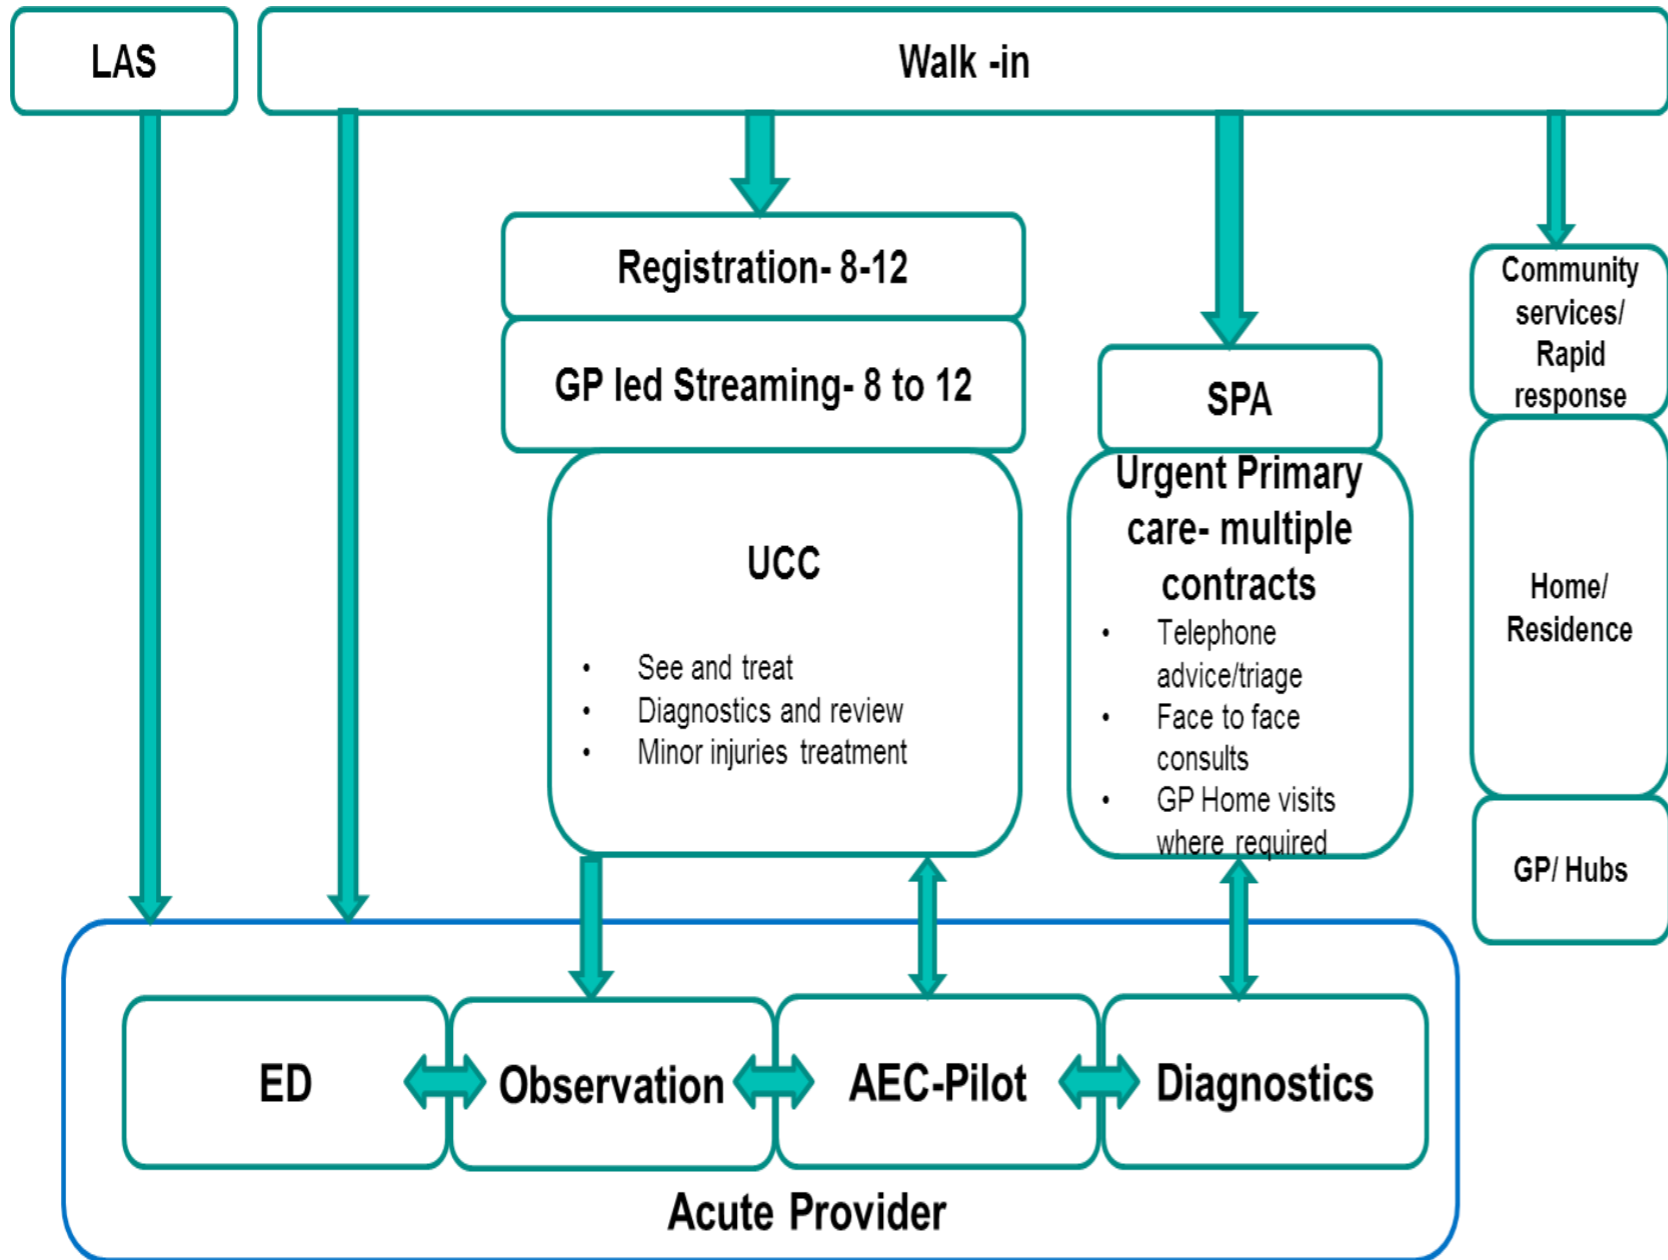 LAS
Walk -in
Registration- 8-12
GP led Streaming- 8 to 12
UCC
• See and treat
• Diagnostics and review
• Minor injuries treatment
SPA
Urgent Primary
care- multiple
contracts
• Telephone
advice/triage
• Face to face
consults
• GP Home visits
where required
Community
services/
Rapid
response
Home/
Residence
GP/ Hubs
ED
Observation
AEC-Pilot
Diagnostics
Acute Provider